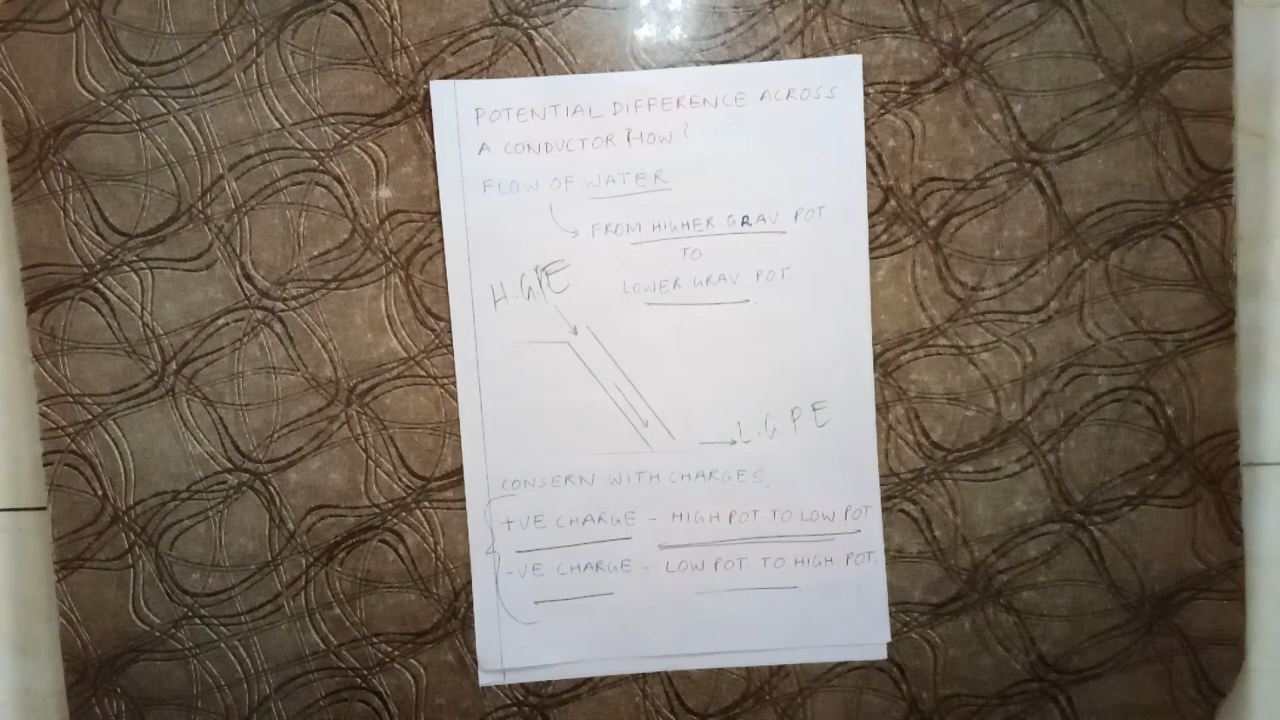 POTENTIAL DIFFERENCE ACROSS
A CONDUCTOR HOW?
FLOW OF WATER
FROM HIGHER GRAV POT
TO
LOWER GRAV POT.
H.GPE
L.G P E
CONSERN WITH CHARGES,
+VE CHARGE - HIGH POT TO LOW POT
-VE CHARGE - LOW POT. TO HIGH POT.